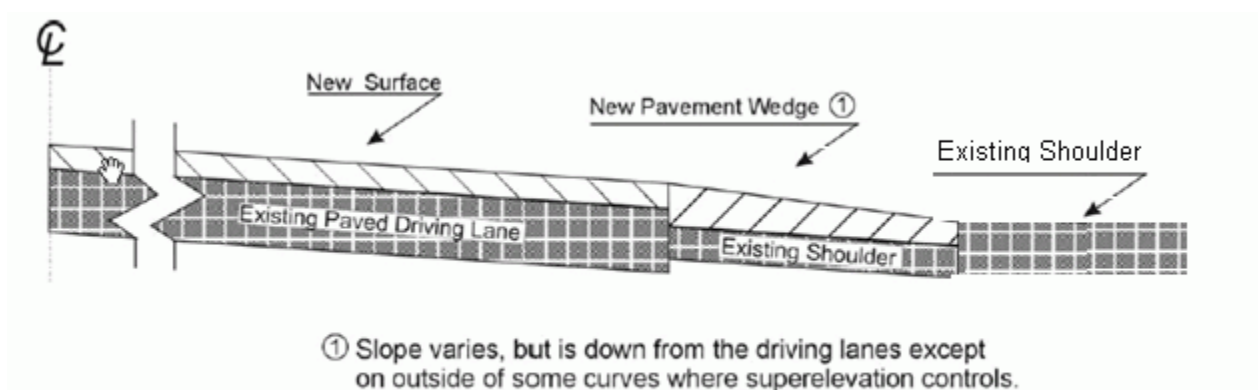 ℄
New Surface
New Pavement Wedge ①
Existing Shoulder
Existing Paved Driving Lane
Existing Shoulder
① Slope varies, but is down from the driving lanes except
on outside of some curves where superelevation controls.